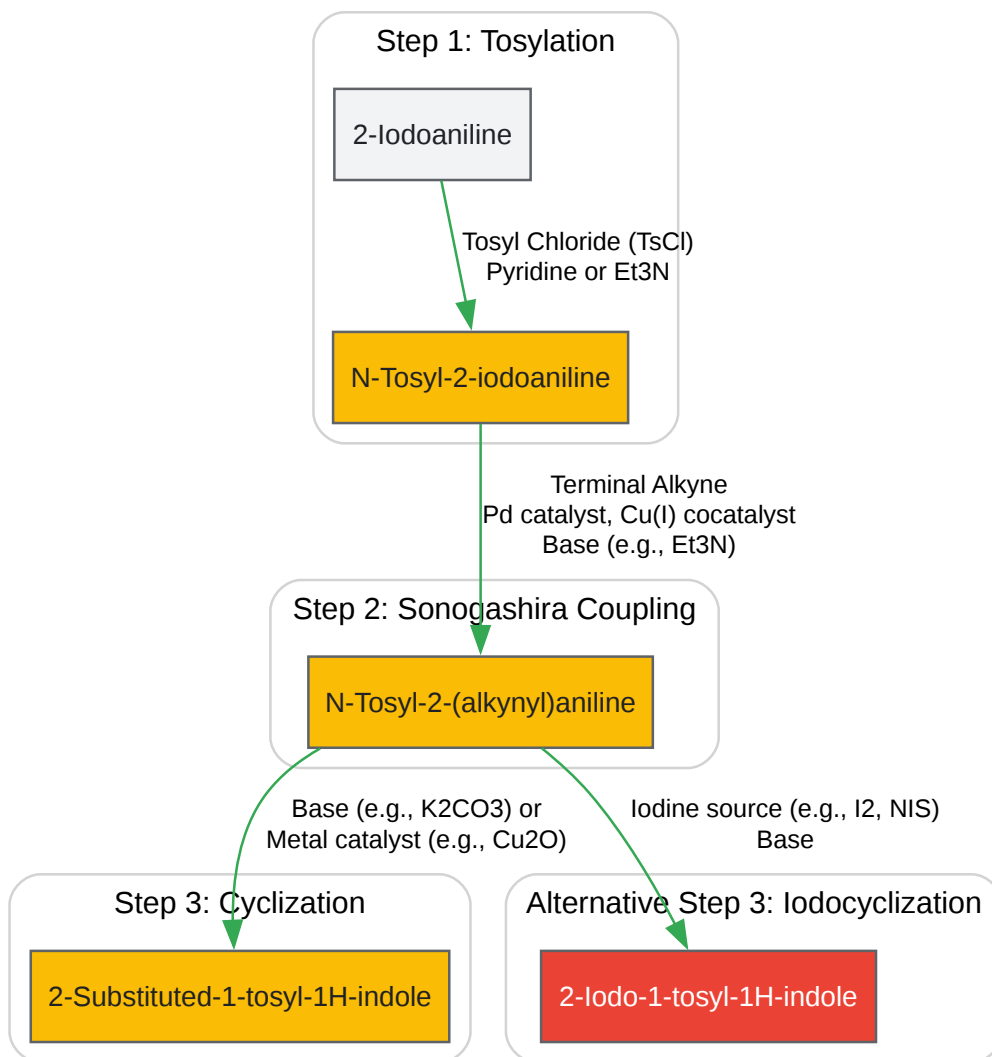 Step 1: Tosylation
2-Iodoaniline
Tosyl Chloride (TsCl)
Pyridine or Et3N
N-Tosyl-2-iodoaniline
Terminal Alkyne
Pd catalyst, Cu(I) cocatalyst
Base (e.g., Et3N)
Step 2: Sonogashira Coupling
N-Tosyl-2-(alkynyl)aniline
Base (e.g., K2CO3) or
Metal catalyst (e.g., Cu2O)
Iodine source (e.g., I2, NIS)
Base
Step 3: Cyclization
2-Substituted-1-tosyl-1H-indole
Alternative Step 3: Iodocyclization
2-Iodo-1-tosyl-1H-indole